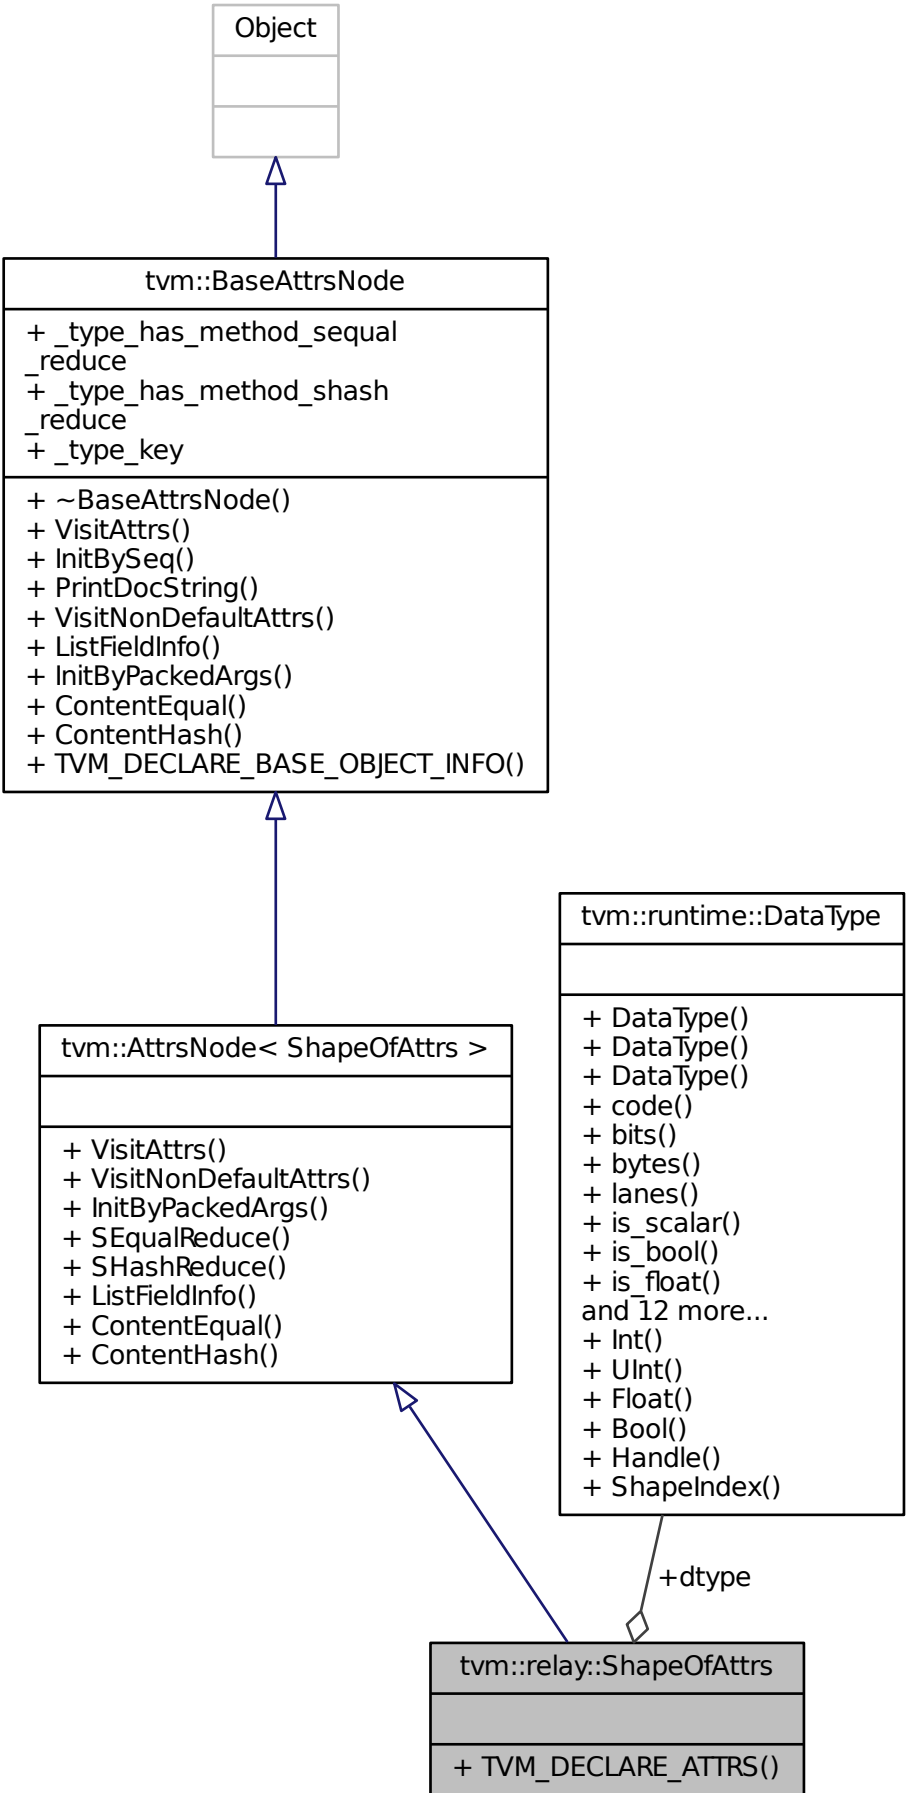 Object
tvm::BaseAttrsNode
+ _type_has_method_sequal
_reduce
+ _type_has_method_shash
_reduce
+ _type_key
+ ~BaseAttrsNode()
+ VisitAttrs()
+ InitBySeq()
+ PrintDocString()
+ VisitNonDefaultAttrs()
+ ListFieldInfo()
+ InitByPackedArgs()
+ ContentEqual()
+ ContentHash()
+ TVM_DECLARE_BASE_OBJECT_INFO()
tvm::AttrsNode< ShapeOfAttrs >
+ VisitAttrs()
+ VisitNonDefaultAttrs()
+ InitByPackedArgs()
+ SEqualReduce()
+ SHashReduce()
+ ListFieldInfo()
+ ContentEqual()
+ ContentHash()
tvm::runtime::DataType
+ DataType()
+ DataType()
+ DataType()
+ code()
+ bits()
+ bytes()
+ lanes()
+ is_scalar()
+ is_bool()
+ is_float()
and 12 more...
+ Int()
+ UInt()
+ Float()
+ Bool()
+ Handle()
+ ShapeIndex()
+dtype
tvm::relay::ShapeOfAttrs
+ TVM_DECLARE_ATTRS()